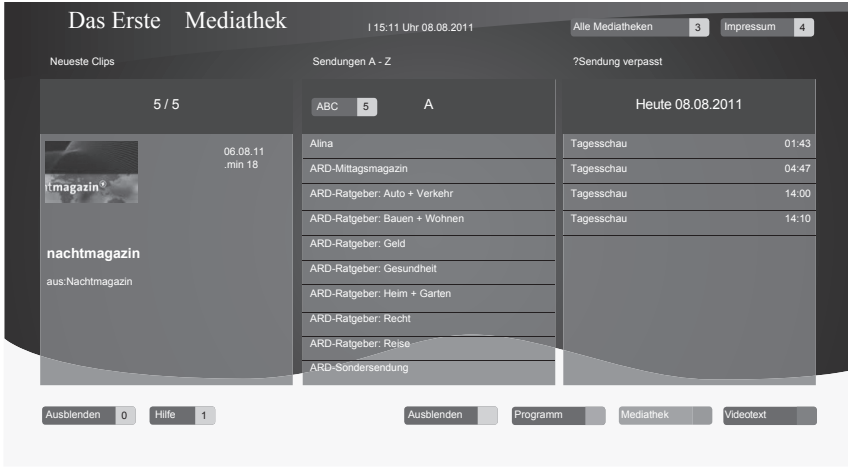 Das Erste Mediathek
I 15:11 Uhr 08.08.2011
Alle Mediatheken 3
Impressum 4
Neueste Clips
Sendungen A - Z
?Sendung verpasst
5 / 5
ABC 5 A
Heute 08.08.2011
06.08.11
.min 18
tmagazin
nachtmagazin
aus:Nachtmagazin
Alina
ARD-Mittagsmagazin
ARD-Ratgeber: Auto + Verkehr
ARD-Ratgeber: Bauen + Wohnen
ARD-Ratgeber: Geld
ARD-Ratgeber: Gesundheit
ARD-Ratgeber: Heim + Garten
ARD-Ratgeber: Recht
ARD-Ratgeber: Reise
ARD-Sondersendung
Tagesschau 01:43
Tagesschau 04:47
Tagesschau 14:00
Tagesschau 14:10
Ausblenden 0
Hilfe 1
Ausblenden
Programm
Mediathek
Videotext